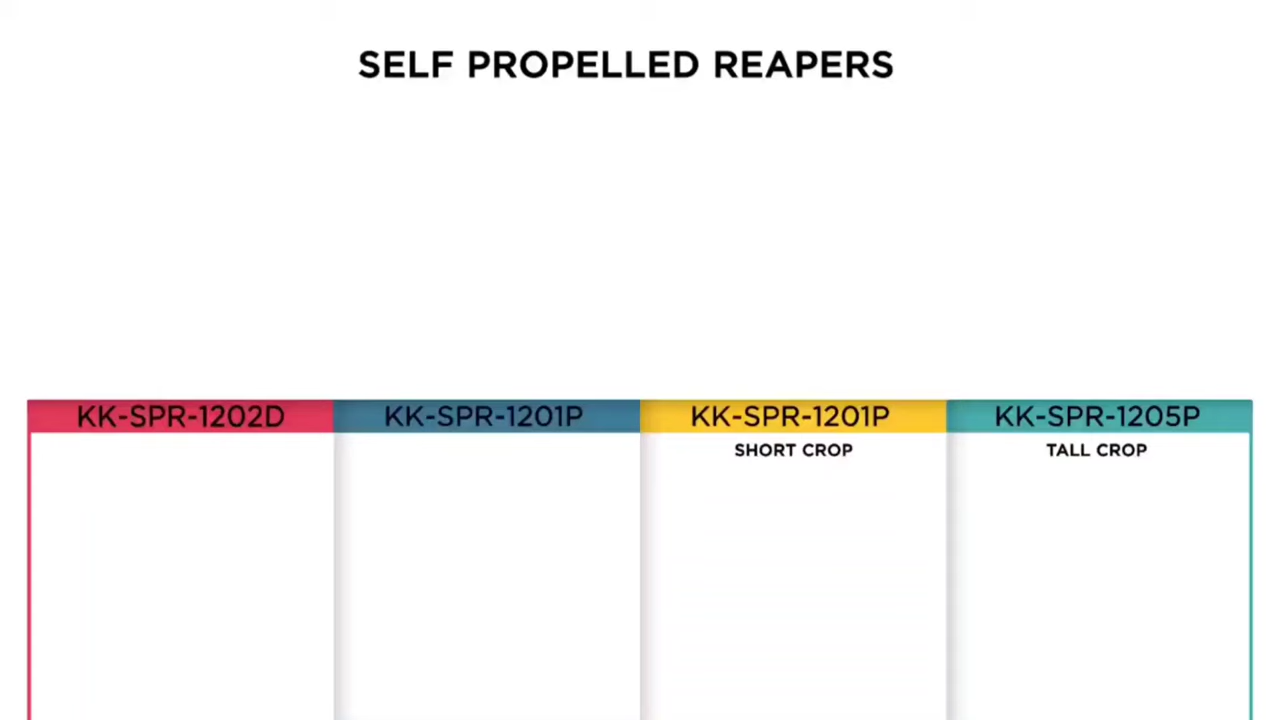 SELF PROPELLED REAPERS
KK-SPR-1202D
KK-SPR-1201P
KK-SPR-1201P
SHORT CROP
KK-SPR-1205P
TALL CROP